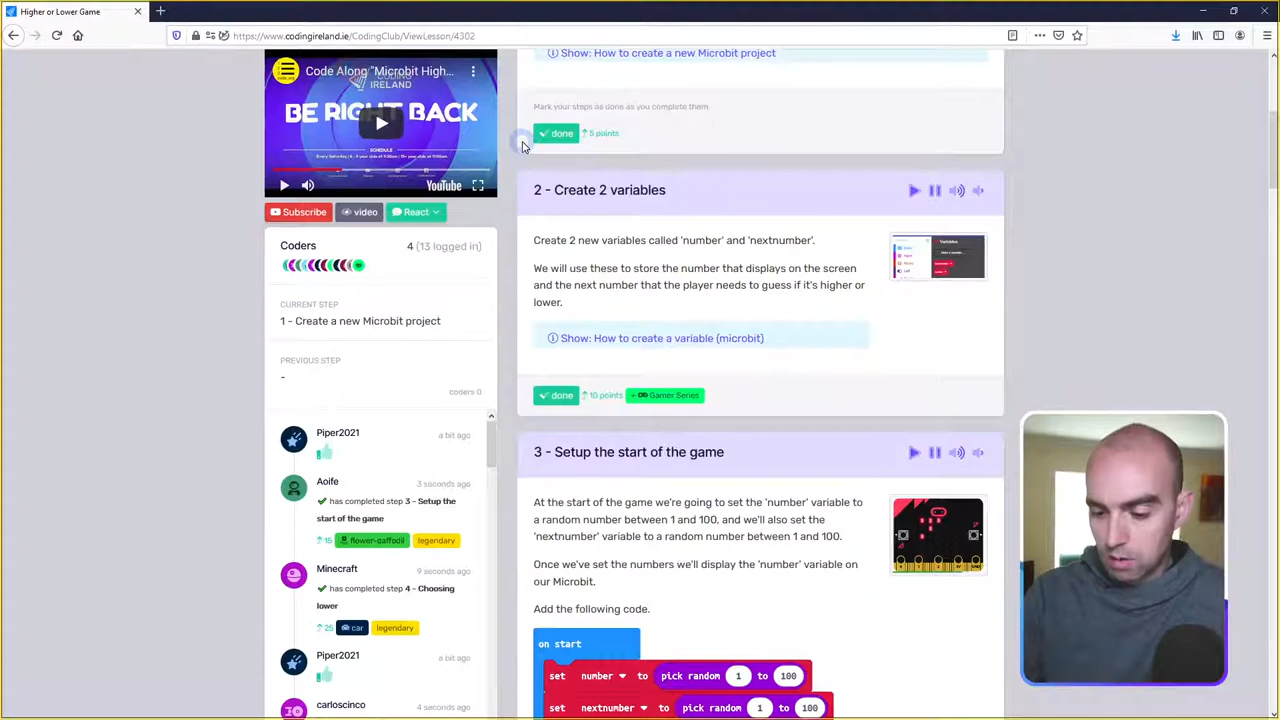 Higher or Lower Game
https://www.codingireland.ie/CodingClub/ViewLesson/4302
Code Along "Microbit High...
CODING
IRELAND
BE RIGHT BACK
SCHEDULE
YouTube
Subscribe
video
React
Coders
4 (13 logged in)
CURRENT STEP
1 - Create a new Microbit project
PREVIOUS STEP
-
coders 0
Piper2021
a bit ago
Aoife
3 seconds ago
has completed step 3 - Setup the
start of the game
15
flower-daffodil
legendary
Minecraft
9 seconds ago
has completed step 4 - Choosing
lower
25
car
legendary
Piper2021
a bit ago
carloscinco
4 seconds ago
Show: How to create a new Microbit project
Mark your steps as done as you complete them.
done
5 points
2 - Create 2 variables
Create 2 new variables called 'number' and 'nextnumber'.
We will use these to store the number that displays on the screen
and the next number that the player needs to guess if it's higher or
lower.
Show: How to create a variable (microbit)
done
10 points
+ Gamer Series
3 - Setup the start of the game
At the start of the game we're going to set the 'number' variable to
a random number between 1 and 100, and we'll also set the
'nextnumber' variable to a random number between 1 and 100.
Once we've set the numbers we'll display the 'number' variable on
our Microbit.
Add the following code.
on start
set number to pick random 1 to 100
set nextnumber to pick random 1 to 100